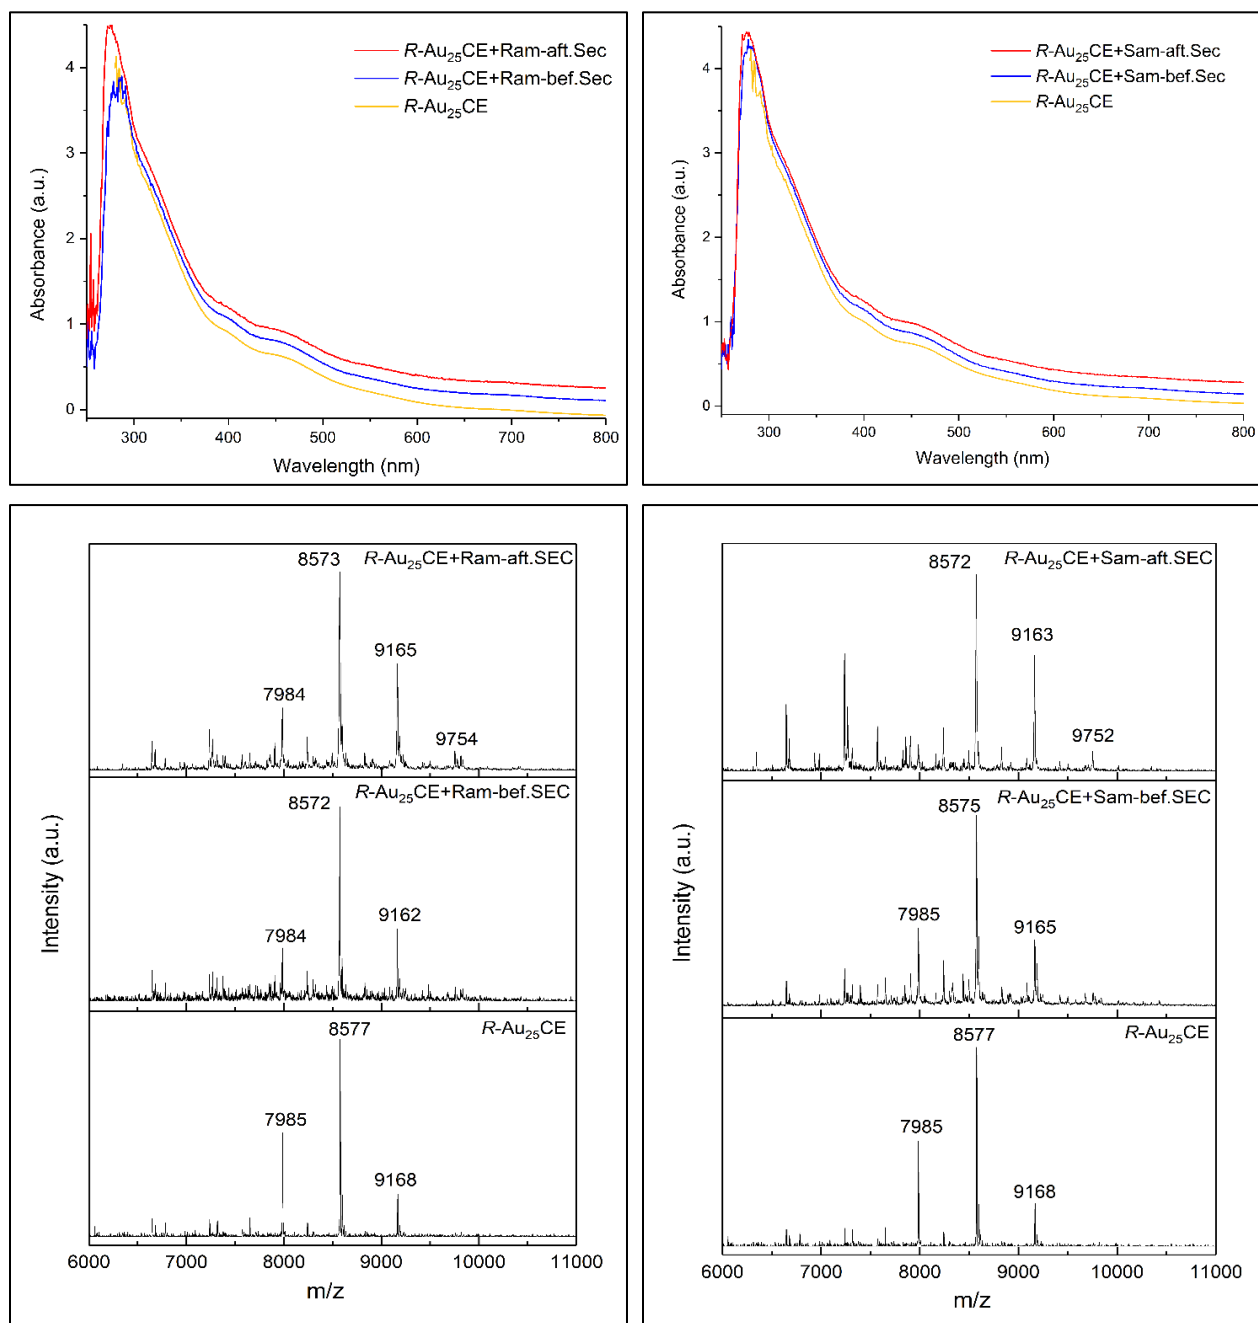 R-Au₂₅CE+Ram-aft.Sec
R-Au₂₅CE+Ram-bef.Sec
R-Au₂₅CE
Absorbance (a.u.)
4
3
2
1
0
300 400 500 600 700 800
Wavelength (nm)
R-Au₂₅CE+Sam-aft.Sec
R-Au₂₅CE+Sam-bef.Sec
R-Au₂₅CE
Absorbance (a.u.)
4
3
2
1
0
300 400 500 600 700 800
Wavelength (nm)
R-Au₂₅CE+Ram-aft.SEC
8573
9165
7984
9754
R-Au₂₅CE+Ram-bef.SEC
8572
9162
7984
R-Au₂₅CE
8577
7985
9168
Intensity (a.u.)
6000 7000 8000 9000 10000 11000
m/z
R-Au₂₅CE+Sam-aft.SEC
8572
9163
9752
R-Au₂₅CE+Sam-bef.SEC
8575
7985
9165
R-Au₂₅CE
8577
7985
9168
Intensity (a.u.)
6000 7000 8000 9000 10000 11000
m/z